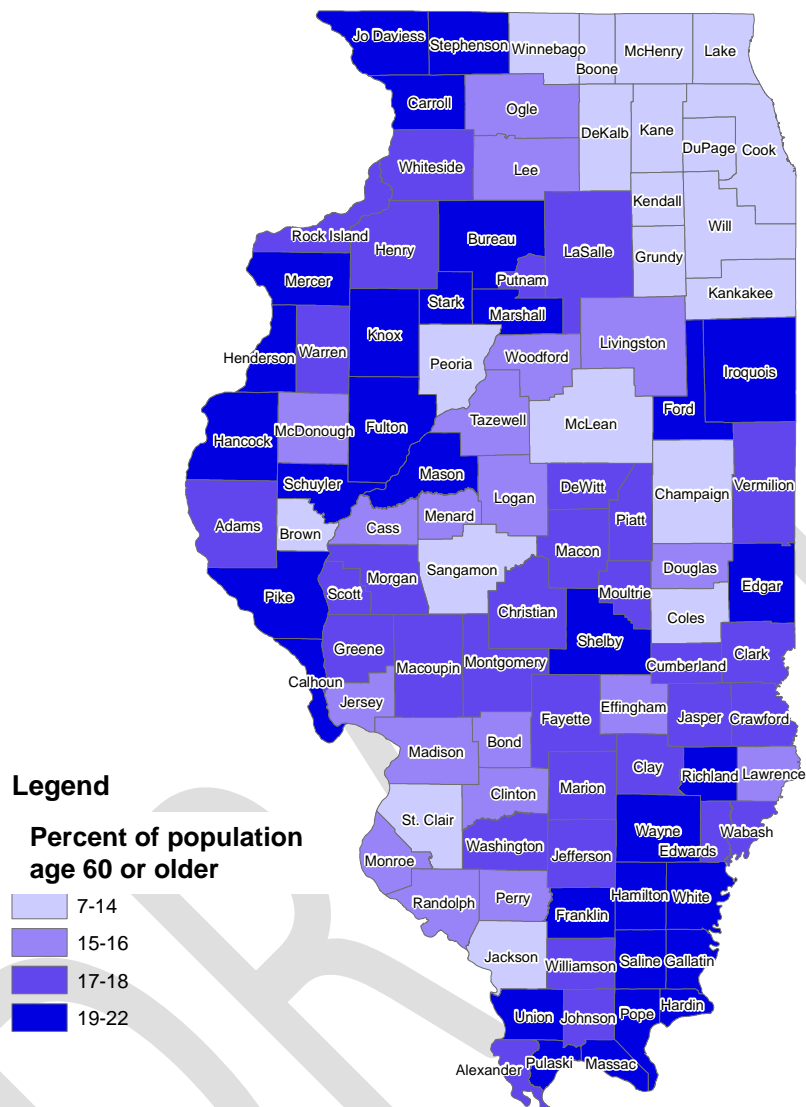 Jo Daviess
Stephenson
Winnebago
Boone
McHenry
Lake
Carroll
Ogle
DeKalb
Kane
DuPage
Cook
Whiteside
Lee
Kendall
Will
Rock Island
Henry
Bureau
LaSalle
Grundy
Putnam
Mercer
Kankakee
Stark
Marshall
Knox
Livingston
Henderson
Warren
Peoria
Woodford
Iroquois
Ford
Hancock
McDonough
Fulton
Tazewell
McLean
Mason
Schuyler
Logan
DeWitt
Champaign
Vermilion
Adams
Brown
Cass
Menard
Piatt
Macon
Sangamon
Douglas
Edgar
Pike
Scott
Morgan
Christian
Moultrie
Coles
Shelby
Greene
Macoupin
Montgomery
Cumberland
Clark
Calhoun
Jersey
Fayette
Effingham
Jasper
Crawford
Madison
Bond
Clay
Richland
Lawrence
Marion
Clinton
St. Clair
Wayne
Wabash
Edwards
Washington
Jefferson
Monroe
Randolph
Perry
Hamilton
White
Franklin
Jackson
Williamson
Saline
Gallatin
Union
Johnson
Pope
Hardin
Alexander
Pulaski
Massac
Legend
Percent of population
age 60 or older
7-14
15-16
17-18
19-22